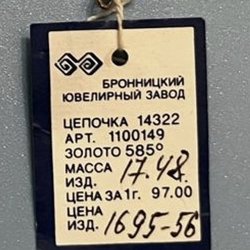 БРОННИЦКИЙ
ЮВЕЛИРНЫЙ ЗАВОД
ЦЕПОЧКА 14322
АРТ. 1100149
ЗОЛОТО 585°
МАССА
ИЗД. 17.48г.
ЦЕНА ЗА 1г. 97.00
ЦЕНА
ИЗД. 1695-56